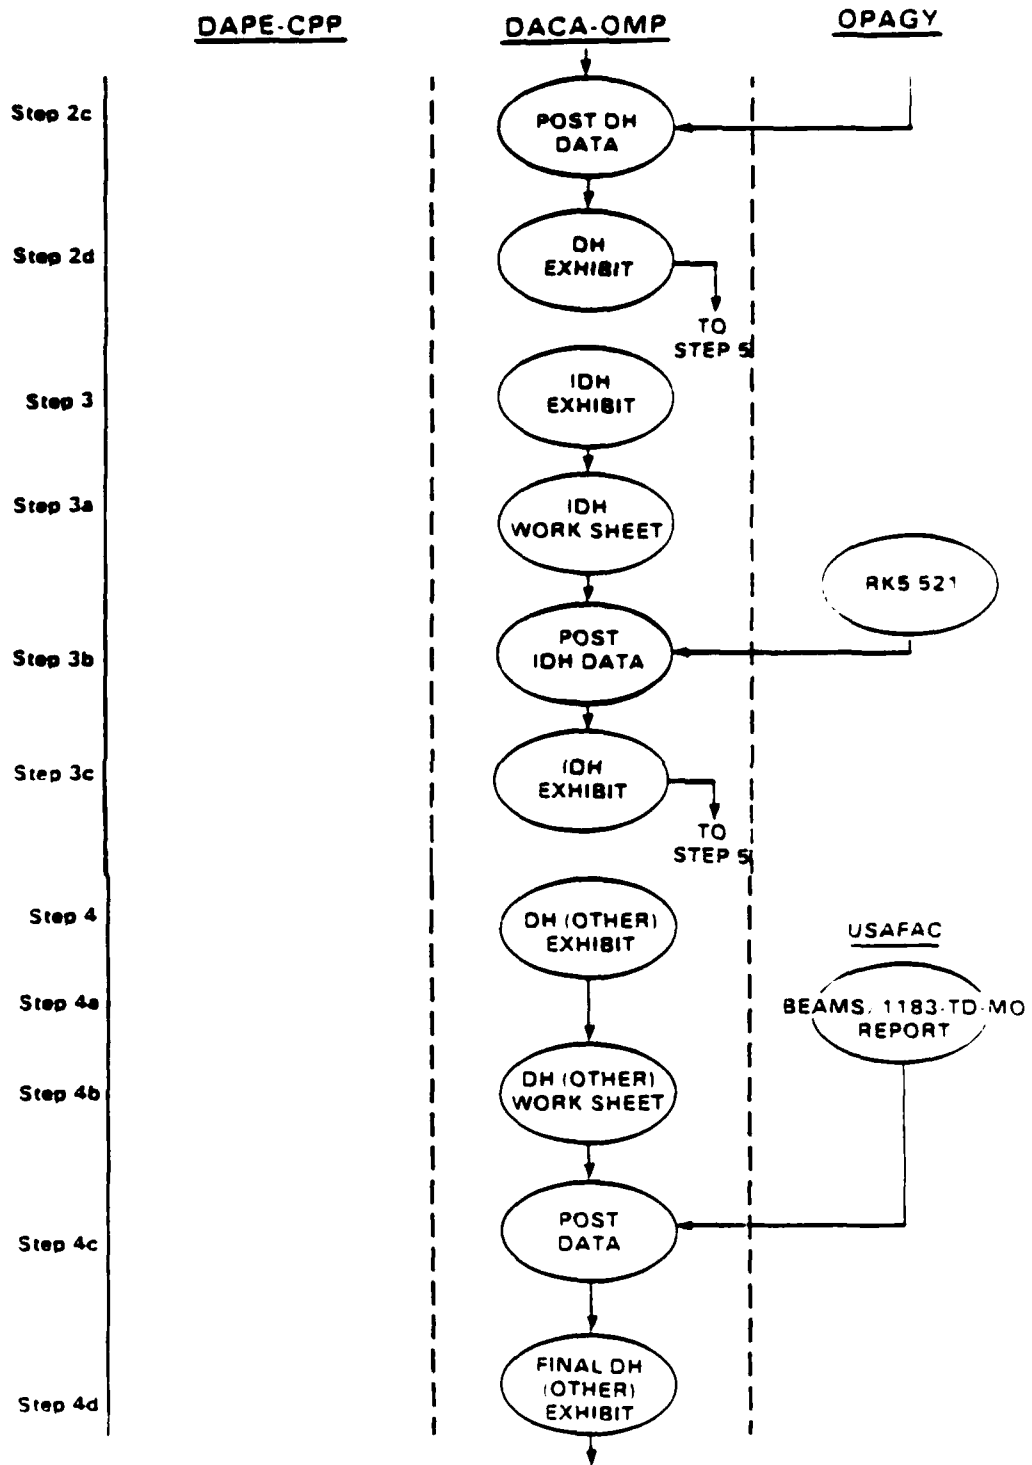 DAPE-CPP DACA-OMP OPAGY
Step 2c
POST DH
DATA
Step 2d
DH
EXHIBIT
TO
STEP 5
Step 3
IDH
EXHIBIT
Step 3a
IDH
WORK SHEET
RK5 521
Step 3b
POST
IDH DATA
Step 3c
IDH
EXHIBIT
TO
STEP 5
Step 4
DH (OTHER)
EXHIBIT
USAFAC
Step 4a
BEAMS, 1183-TD-MO
REPORT
Step 4b
DH (OTHER)
WORK SHEET
Step 4c
POST
DATA
Step 4d
FINAL DH
(OTHER)
EXHIBIT